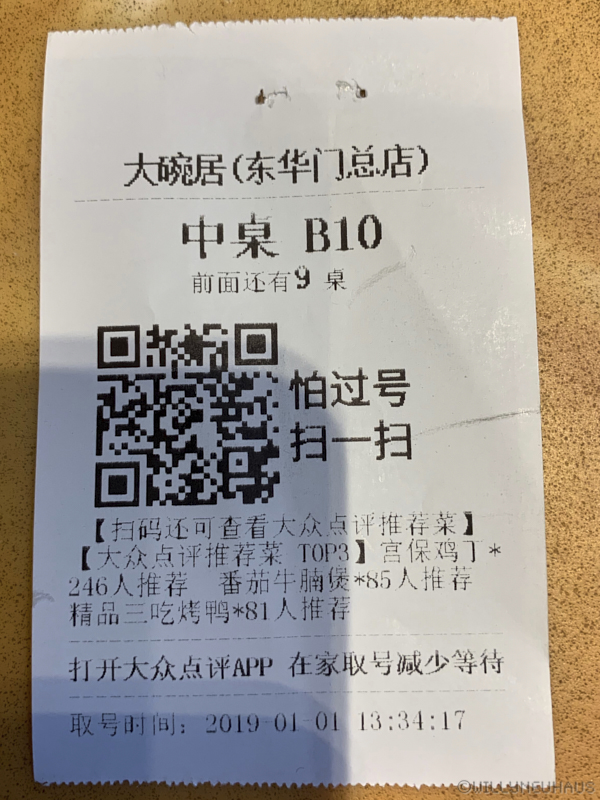 大碗居(东华门总店)
中桌 B10
前面还有9 桌
怕过号
扫一扫
【扫码还可查看大众点评推荐菜】
【大众点评推荐菜 TOP3】宫保鸡丁*
246人推荐 番茄牛腩煲*85人推荐
精品三吃烤鸭*81人推荐
打开大众点评APP 在家取号减少等待
取号时间: 2019-01-01 13:34:17
©WILLUNGUHAUS